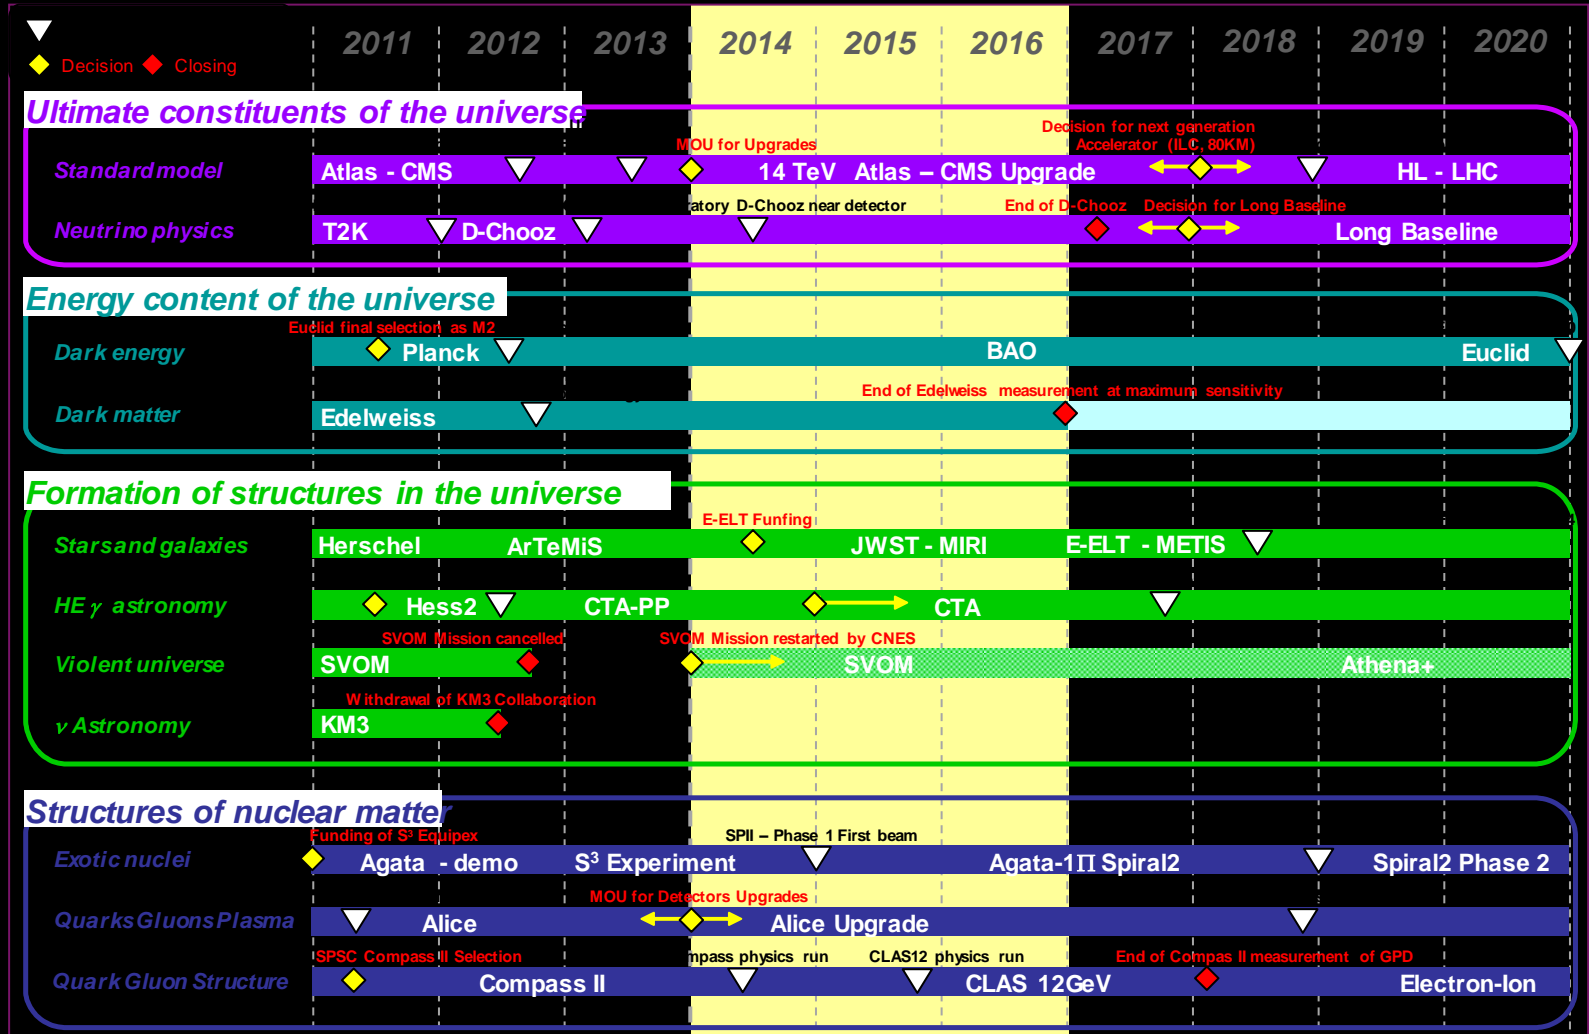 2011 2012 2013 2014 2015 2016 2017 2018 2019 2020
Decision Closing
Ultimate constituents of the universe
MOU for Upgrades
Decision for next generation
Accelerator (ILC, 80KM)
Standard model
Atlas - CMS
14 TeV Atlas – CMS Upgrade
HL - LHC
D-Chooz near detector
End of D-Chooz
Decision for Long Baseline
Neutrino physics
T2K
D-Chooz
Long Baseline
Energy content of the universe
Euclid final selection as M2
Dark energy
Planck
BAO
Euclid
End of Edelweiss measurement at maximum sensitivity
Dark matter
Edelweiss
Formation of structures in the universe
E-ELT Funfing
Stars and galaxies
Herschel
ArTeMiS
JWST - MIRI
E-ELT - METIS
HE γ astronomy
Hess2
CTA-PP
CTA
SVOM Mission cancelled
SVOM Mission restarted by CNES
Violent universe
SVOM
SVOM
Athena+
Withdrawal of KM3 Collaboration
ν Astronomy
KM3
Structures of nuclear matter
Funding of S³ Equipex
SPII – Phase 1 First beam
Exotic nuclei
Agata - demo
S³ Experiment
Agata-1Π Spiral2
Spiral2 Phase 2
MOU for Detectors Upgrades
Quarks Gluons Plasma
Alice
Alice Upgrade
SPSC Compass II Selection
physics run
CLAS12 physics run
End of Compas II measurement of GPD
Quark Gluon Structure
Compass II
CLAS 12GeV
Electron-Ion